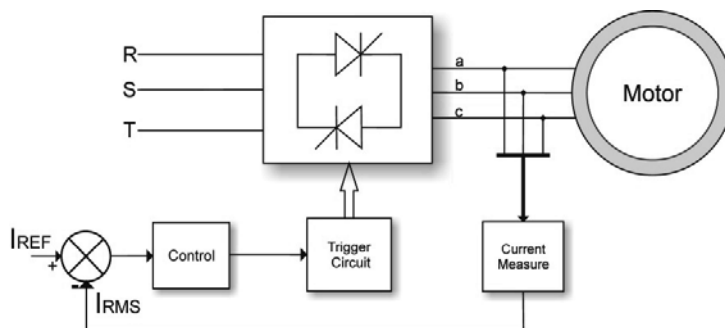 R
S
T
a
b
c
Motor
IREF
+
-
IRMS
Control
Trigger
Circuit
Current
Measure